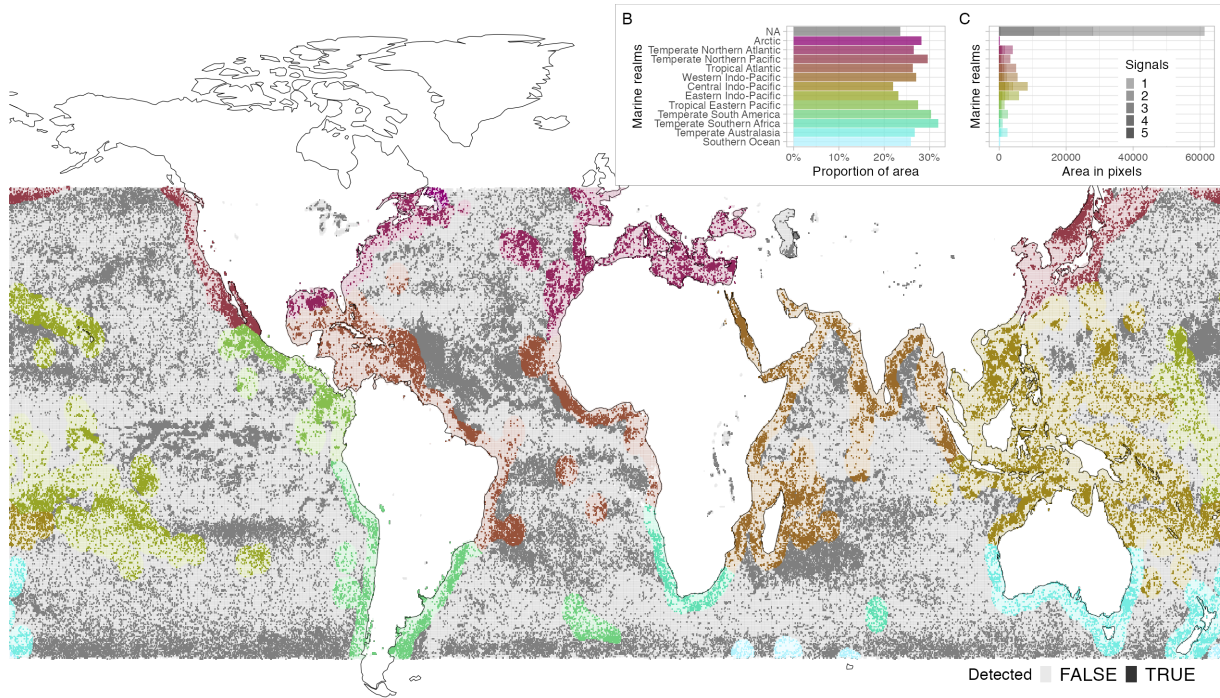 B
Marine realms
NA
Arctic
Temperate Northern Atlantic
Temperate Northern Pacific
Tropical Atlantic
Western Indo-Pacific
Central Indo-Pacific
Eastern Indo-Pacific
Tropical Eastern Pacific
Temperate South America
Temperate Southern Africa
Temperate Australasia
Southern Ocean
0% 10% 20% 30%
Proportion of area
C
Marine realms
Signals
1
2
3
4
5
0 20000 40000 60000
Area in pixels
Detected FALSE TRUE